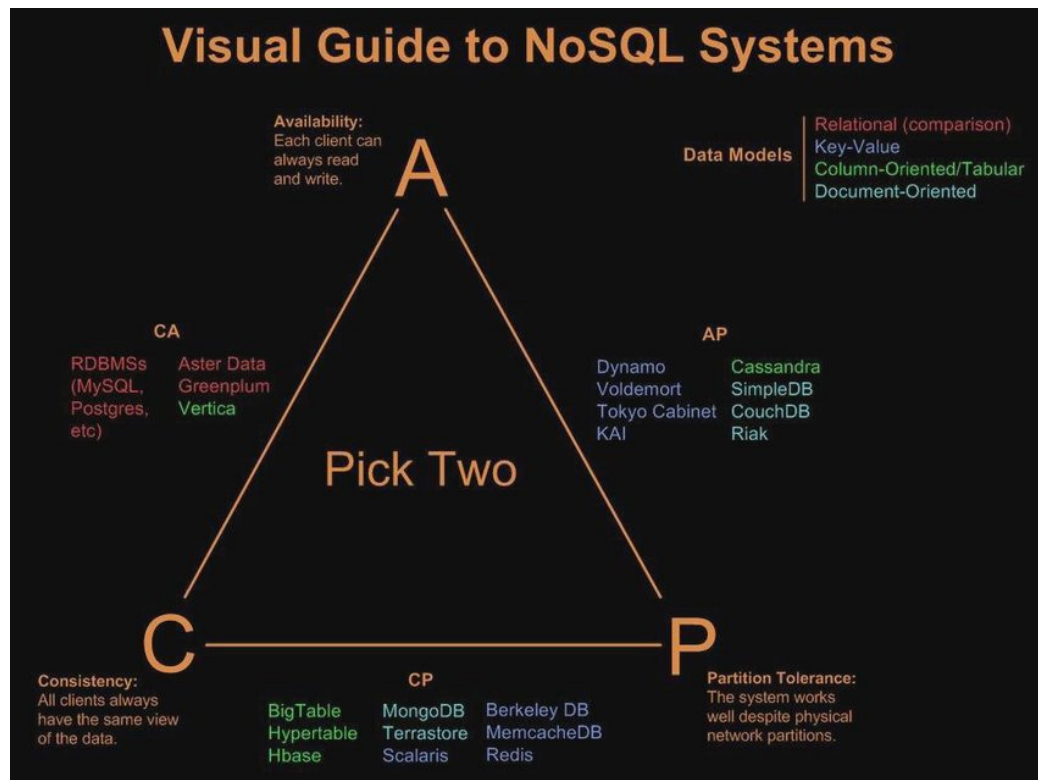 Visual Guide to NoSQL Systems
Availability:
Each client can
always read
and write.
A
Data Models
Relational (comparison)
Key-Value
Column-Oriented/Tabular
Document-Oriented
CA
RDBMSs
(MySQL,
Postgres,
etc)
Aster Data
Greenplum
Vertica
AP
Dynamo
Voldemort
Tokyo Cabinet
KAI
Cassandra
SimpleDB
CouchDB
Riak
Pick Two
C
P
Consistency:
All clients always
have the same view
of the data.
CP
BigTable
Hypertable
Hbase
MongoDB
Terrastore
Scalaris
Berkeley DB
MemcacheDB
Redis
Partition Tolerance:
The system works
well despite physical
network partitions.